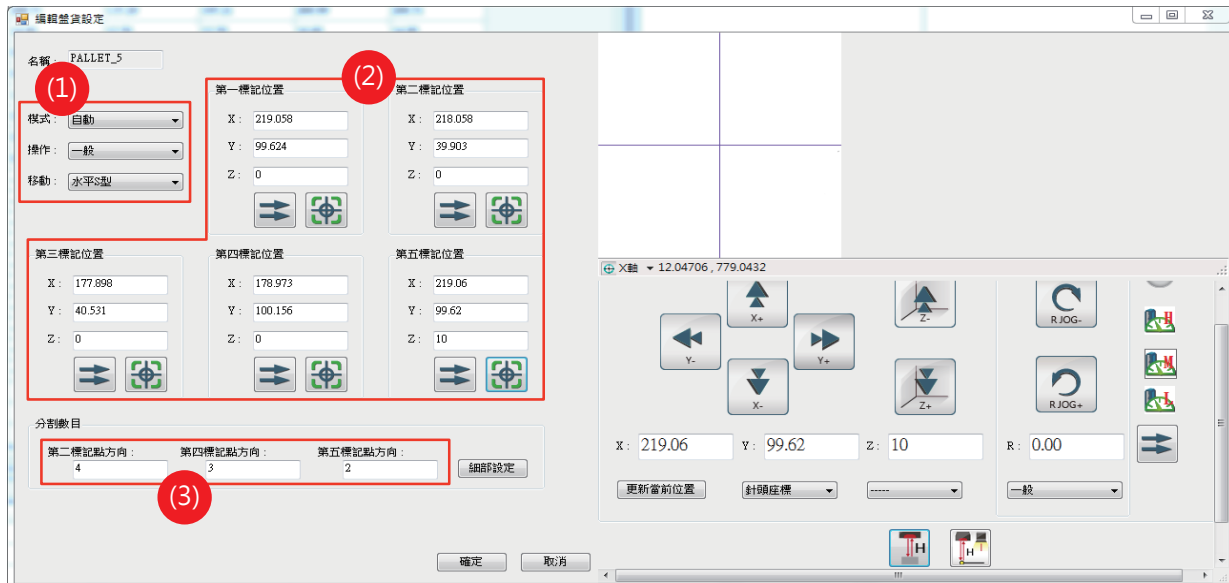 編輯盤貨設定
名稱： PALLET_5
(1)
模式： 自動
操作： 一般
移動： 水平S型
(2)
第一標記位置
X： 219.058
Y： 99.624
Z： 0
第二標記位置
X： 218.058
Y： 39.903
Z： 0
第三標記位置
X： 177.898
Y： 40.531
Z： 0
第四標記位置
X： 178.973
Y： 100.156
Z： 0
第五標記位置
X： 219.06
Y： 99.62
Z： 10
分割數目
第二標記點方向： 第四標記點方向： 第五標記點方向：
4 3 2 細部設定
(3)
確定 取消
X軸 12.04706 , 779.0432
X+ Z- RJOG-
Y- Y+
X- Z+ RJOG+
H
M
L
X： 219.06 Y： 99.62 Z： 10 R： 0.00
更新當前位置 針頭座標 ----- 一般
H H